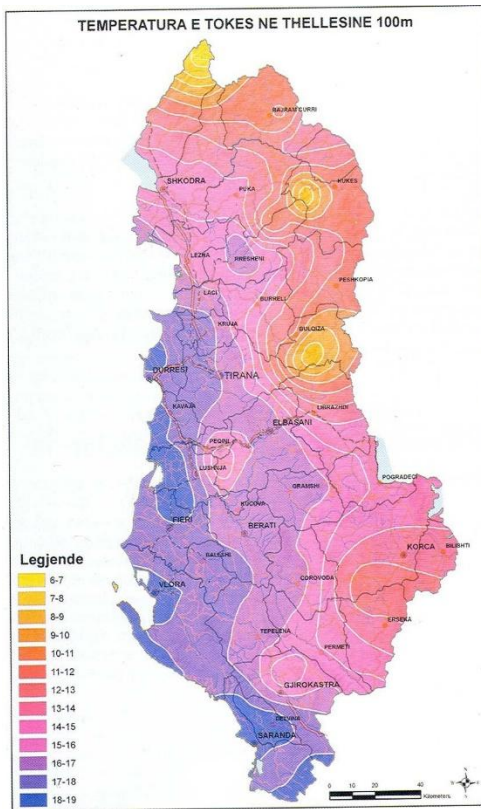 TEMPERATURA E TOKES NE THELLESINE 100m
BAJRAM CURRI
SHKODRA
PUKA
KUKES
LEZHA
RRESHENI
PESHKOPIA
LACI
BURRELI
KRUJA
BULQIZA
DURRESI
TIRANA
KAVAJA
LIBRAZHDI
ELBASANI
PEQINI
LUSHNJA
POGRADECI
GRAMSHI
KUCOVA
FIERI
BERATI
KORCA
BILISHTI
BALLSHI
VLORA
COROVODA
ERSEKA
TEPELENA
PERMETI
GJIROKASTRA
DELVINA
SARANDA
Legjende
6-7
7-8
8-9
9-10
10-11
11-12
12-13
13-14
14-15
15-16
16-17
17-18
18-19
0 10 20 40
Kilometers